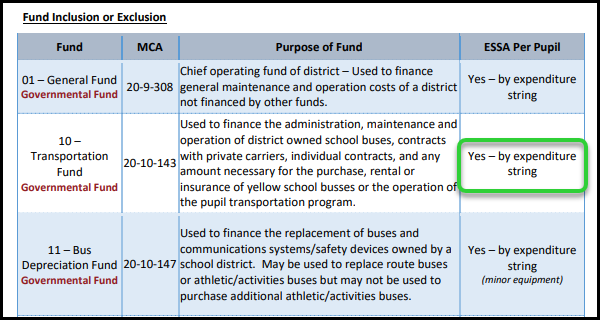 Fund Inclusion or Exclusion
Fund
MCA
Purpose of Fund
ESSA Per Pupil
01 – General Fund
Governmental Fund
20-9-308
Chief operating fund of district – Used to finance
general maintenance and operation costs of a district
not financed by other funds.
Yes – by expenditure
string
10 –
Transportation
Fund
Governmental Fund
20-10-143
Used to finance the administration, maintenance and
operation of district owned school buses, contracts
with private carriers, individual contracts, and any
amount necessary for the purchase, rental or
insurance of yellow school busses or the operation of
the pupil transportation program.
Yes – by expenditure
string
11 – Bus
Depreciation Fund
Governmental Fund
20-10-147
Used to finance the replacement of buses and
communications systems/safety devices owned by a
school district.  May be used to replace route buses
or athletic/activities buses but may not be used to
purchase additional athletic/activities buses.
Yes – by expenditure
string
(minor equipment)